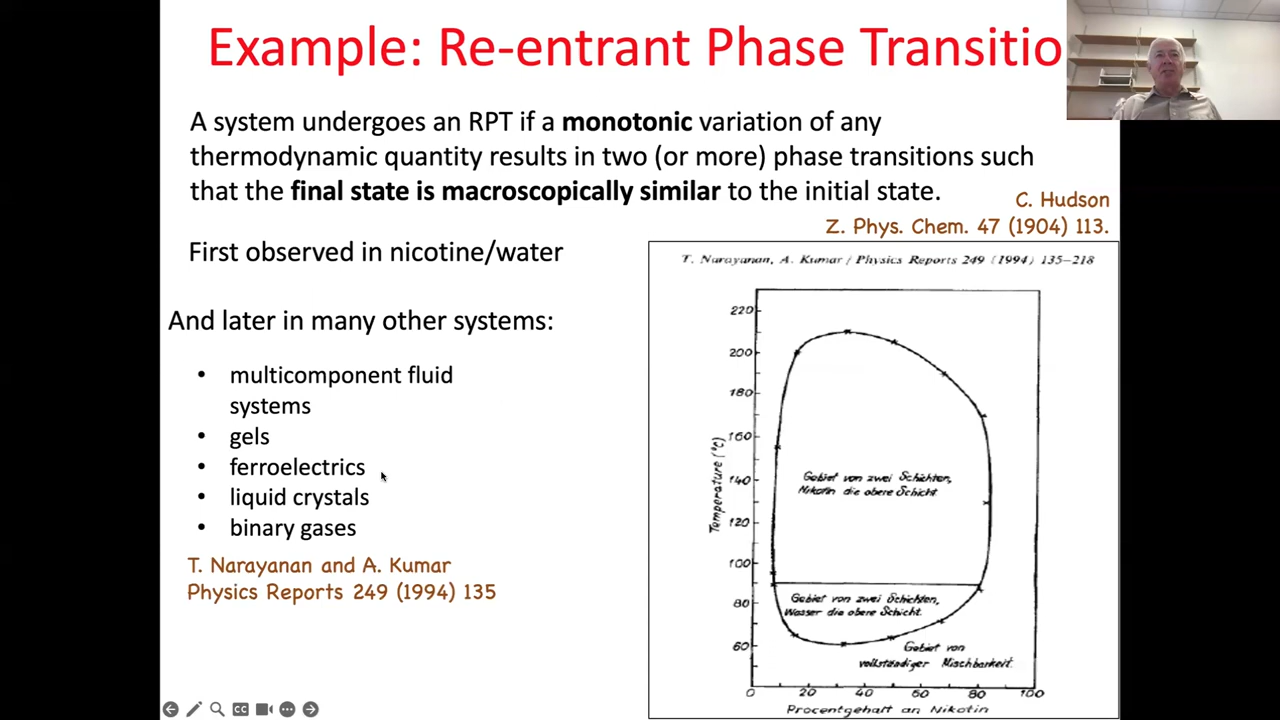 Example: Re-entrant Phase Transitio
A system undergoes an RPT if a monotonic variation of any
thermodynamic quantity results in two (or more) phase transitions such
that the final state is macroscopically similar to the initial state.
C. Hudson
Z. Phys. Chem. 47 (1904) 113.
First observed in nicotine/water
And later in many other systems:
• multicomponent fluid
systems
• gels
• ferroelectrics
• liquid crystals
• binary gases
T. Narayanan and A. Kumar
Physics Reports 249 (1994) 135
T. Narayanan, A. Kumar / Physics Reports 249 (1994) 135–218
Temperature (°C)
220
200
180
160
140
120
100
80
60
Gebiet von zwei Schichten,
Nikotin die obere Schicht
Gebiet von zwei Schichten,
Wasser die obere Schicht.
Gebiet von
vollständiger Mischbarkeit.
0 20 40 60 80 100
Procentgehalt an Nikotin
CC